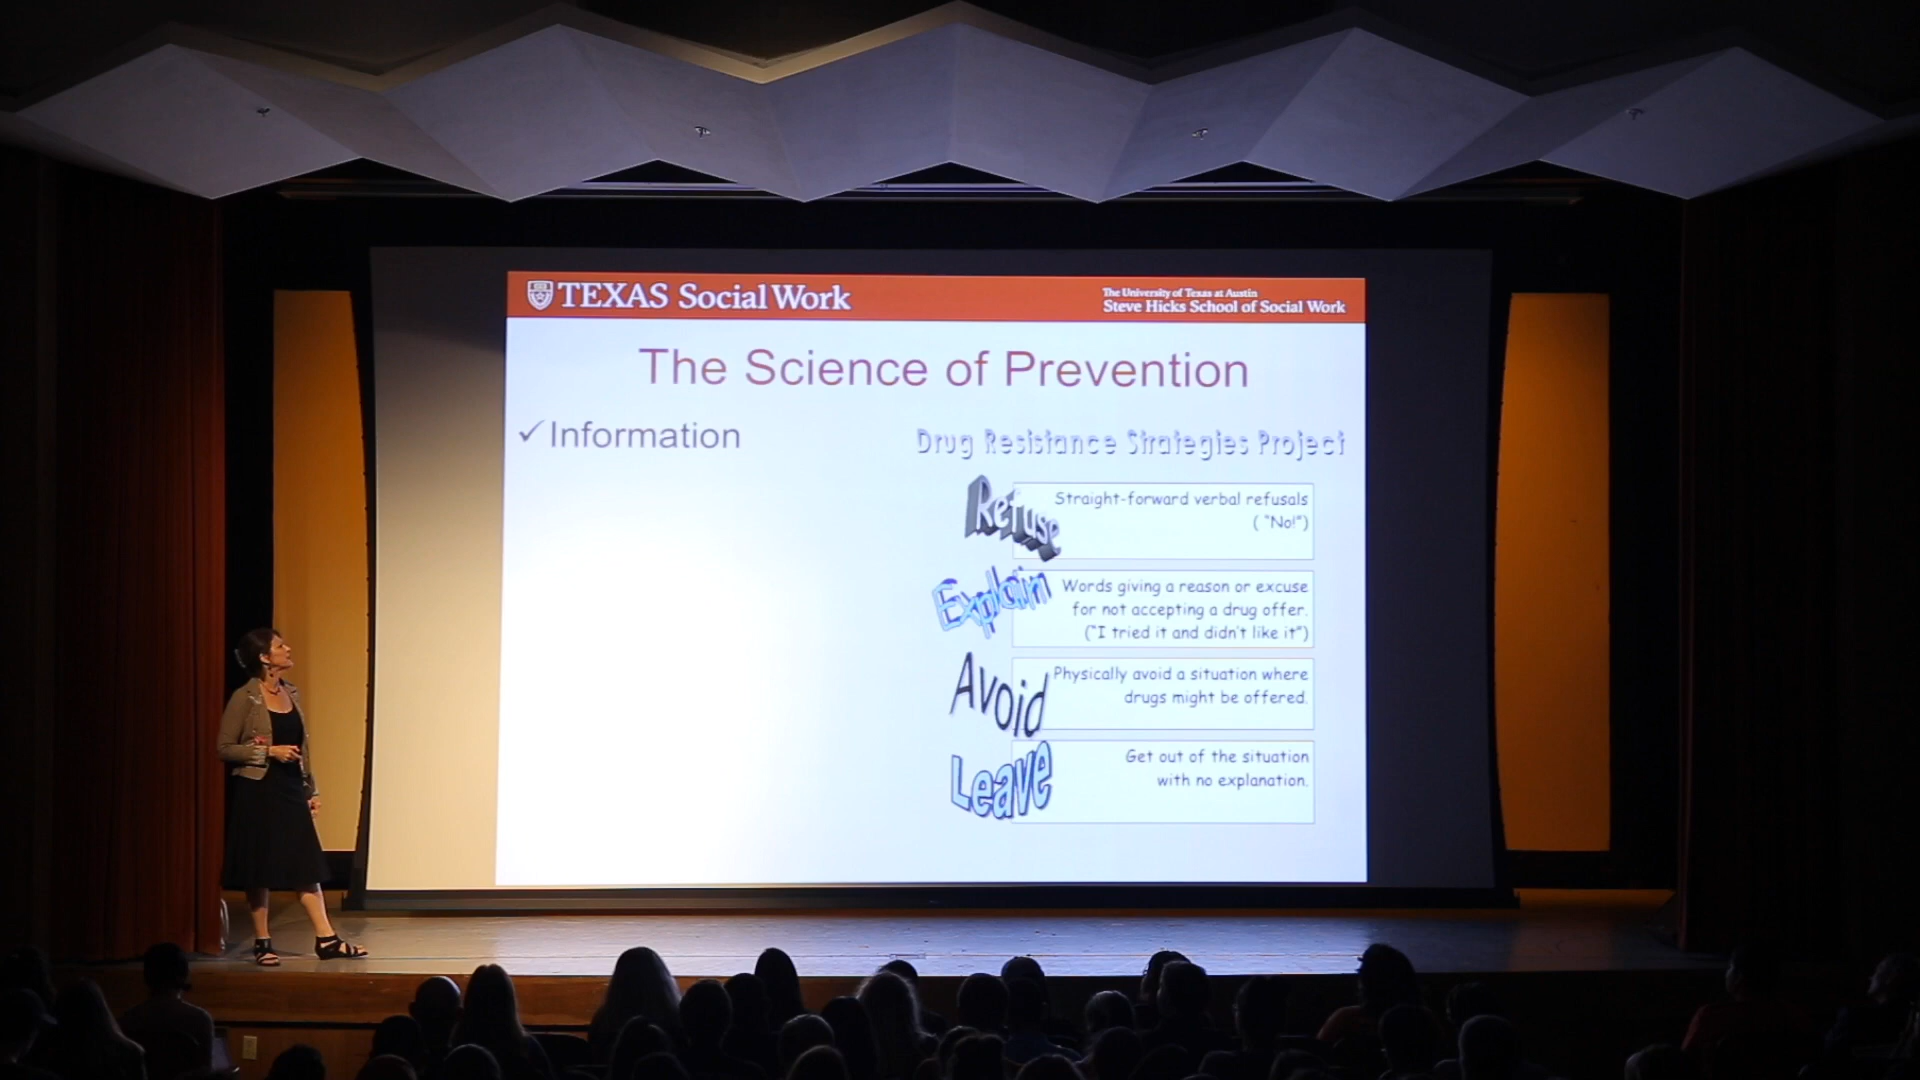 TEXAS Social Work
The University of Texas at Austin
Steve Hicks School of Social Work
The Science of Prevention
✓ Information
Drug Resistance Strategies Project
Refuse
Straight-forward verbal refusals
( "No!")
Explain
Words giving a reason or excuse
for not accepting a drug offer.
("I tried it and didn't like it")
Avoid
Physically avoid a situation where
drugs might be offered.
Leave
Get out of the situation
with no explanation.